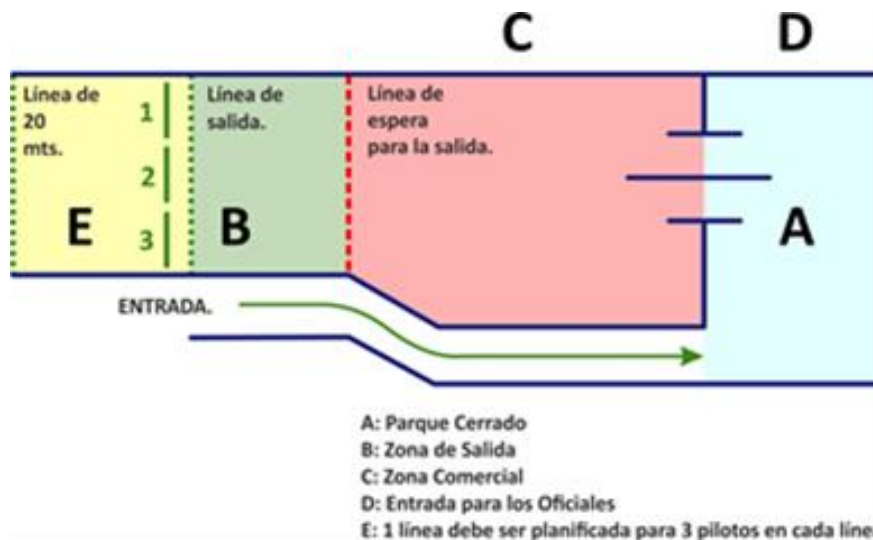 C
D
Línea de
20
mts.
1
2
3
E
Línea de
salida.
B
Línea de
espera
para la salida.
A
ENTRADA.
A: Parque Cerrado
B: Zona de Salida
C: Zona Comercial
D: Entrada para los Oficiales
E: 1 línea debe ser planificada para 3 pilotos en cada líne